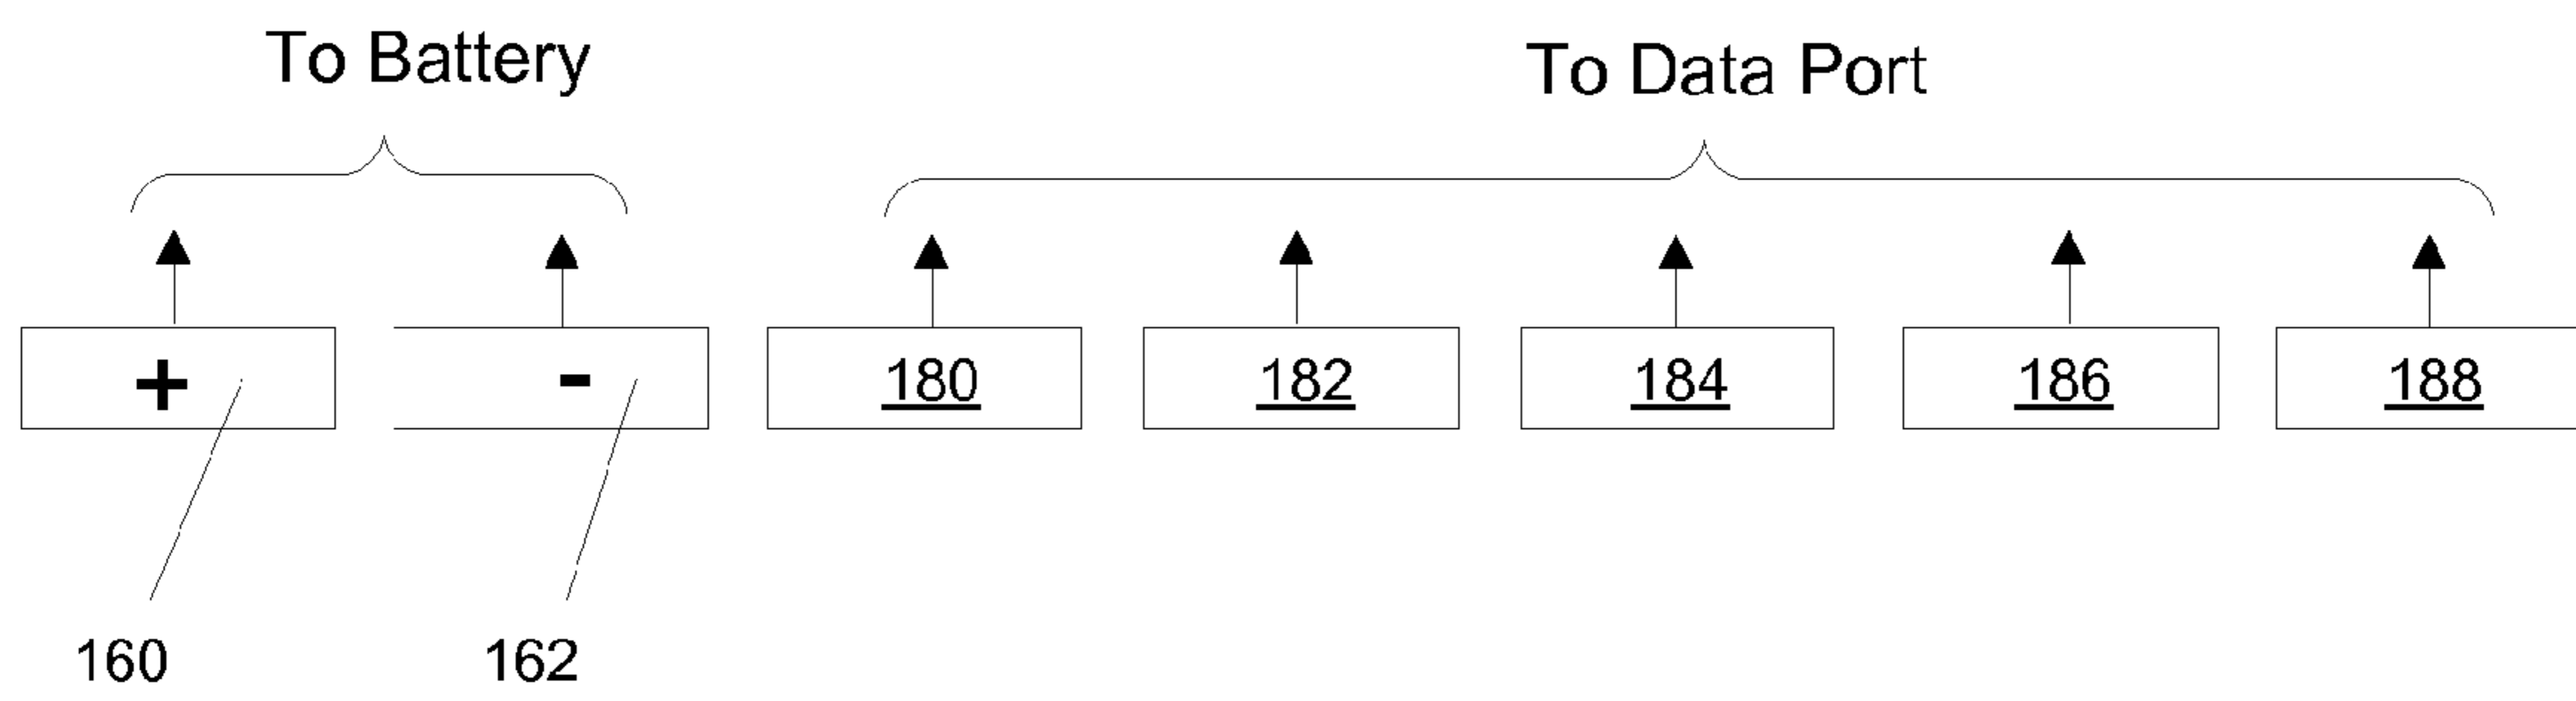 To Battery
To Data Port
+ - 180 182 184 186 188
160 162